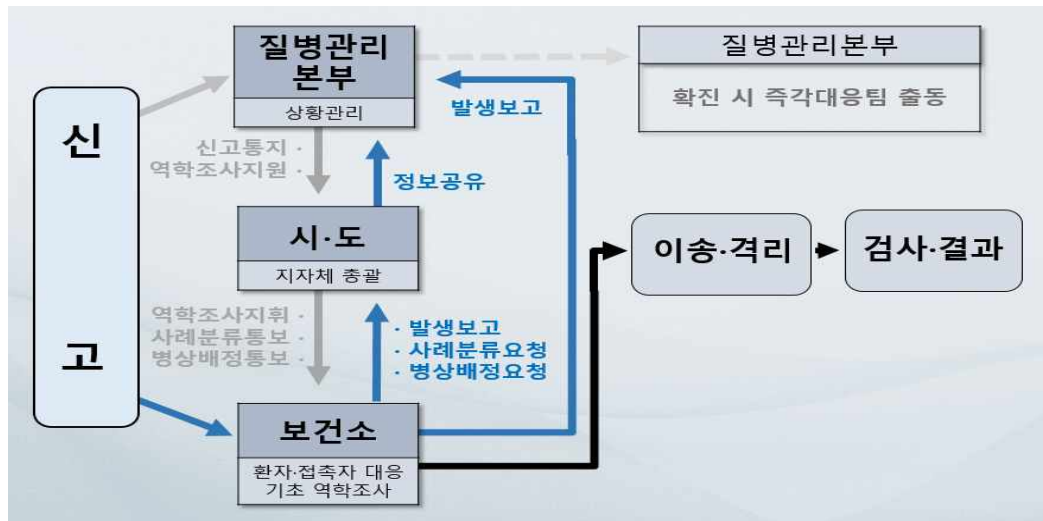 신
고
질병관리
본부
상황관리
발생보고
질병관리본부
확진 시 즉각대응팀 출동
신고통지 ·
역학조사지원 ·
정보공유
시·도
지자체 총괄
이송·격리
검사·결과
역학조사지휘 ·
사례분류통보 ·
병상배정통보 ·
· 발생보고
· 사례분류요청
· 병상배정요청
보건소
환자·접촉자 대응
기초 역학조사